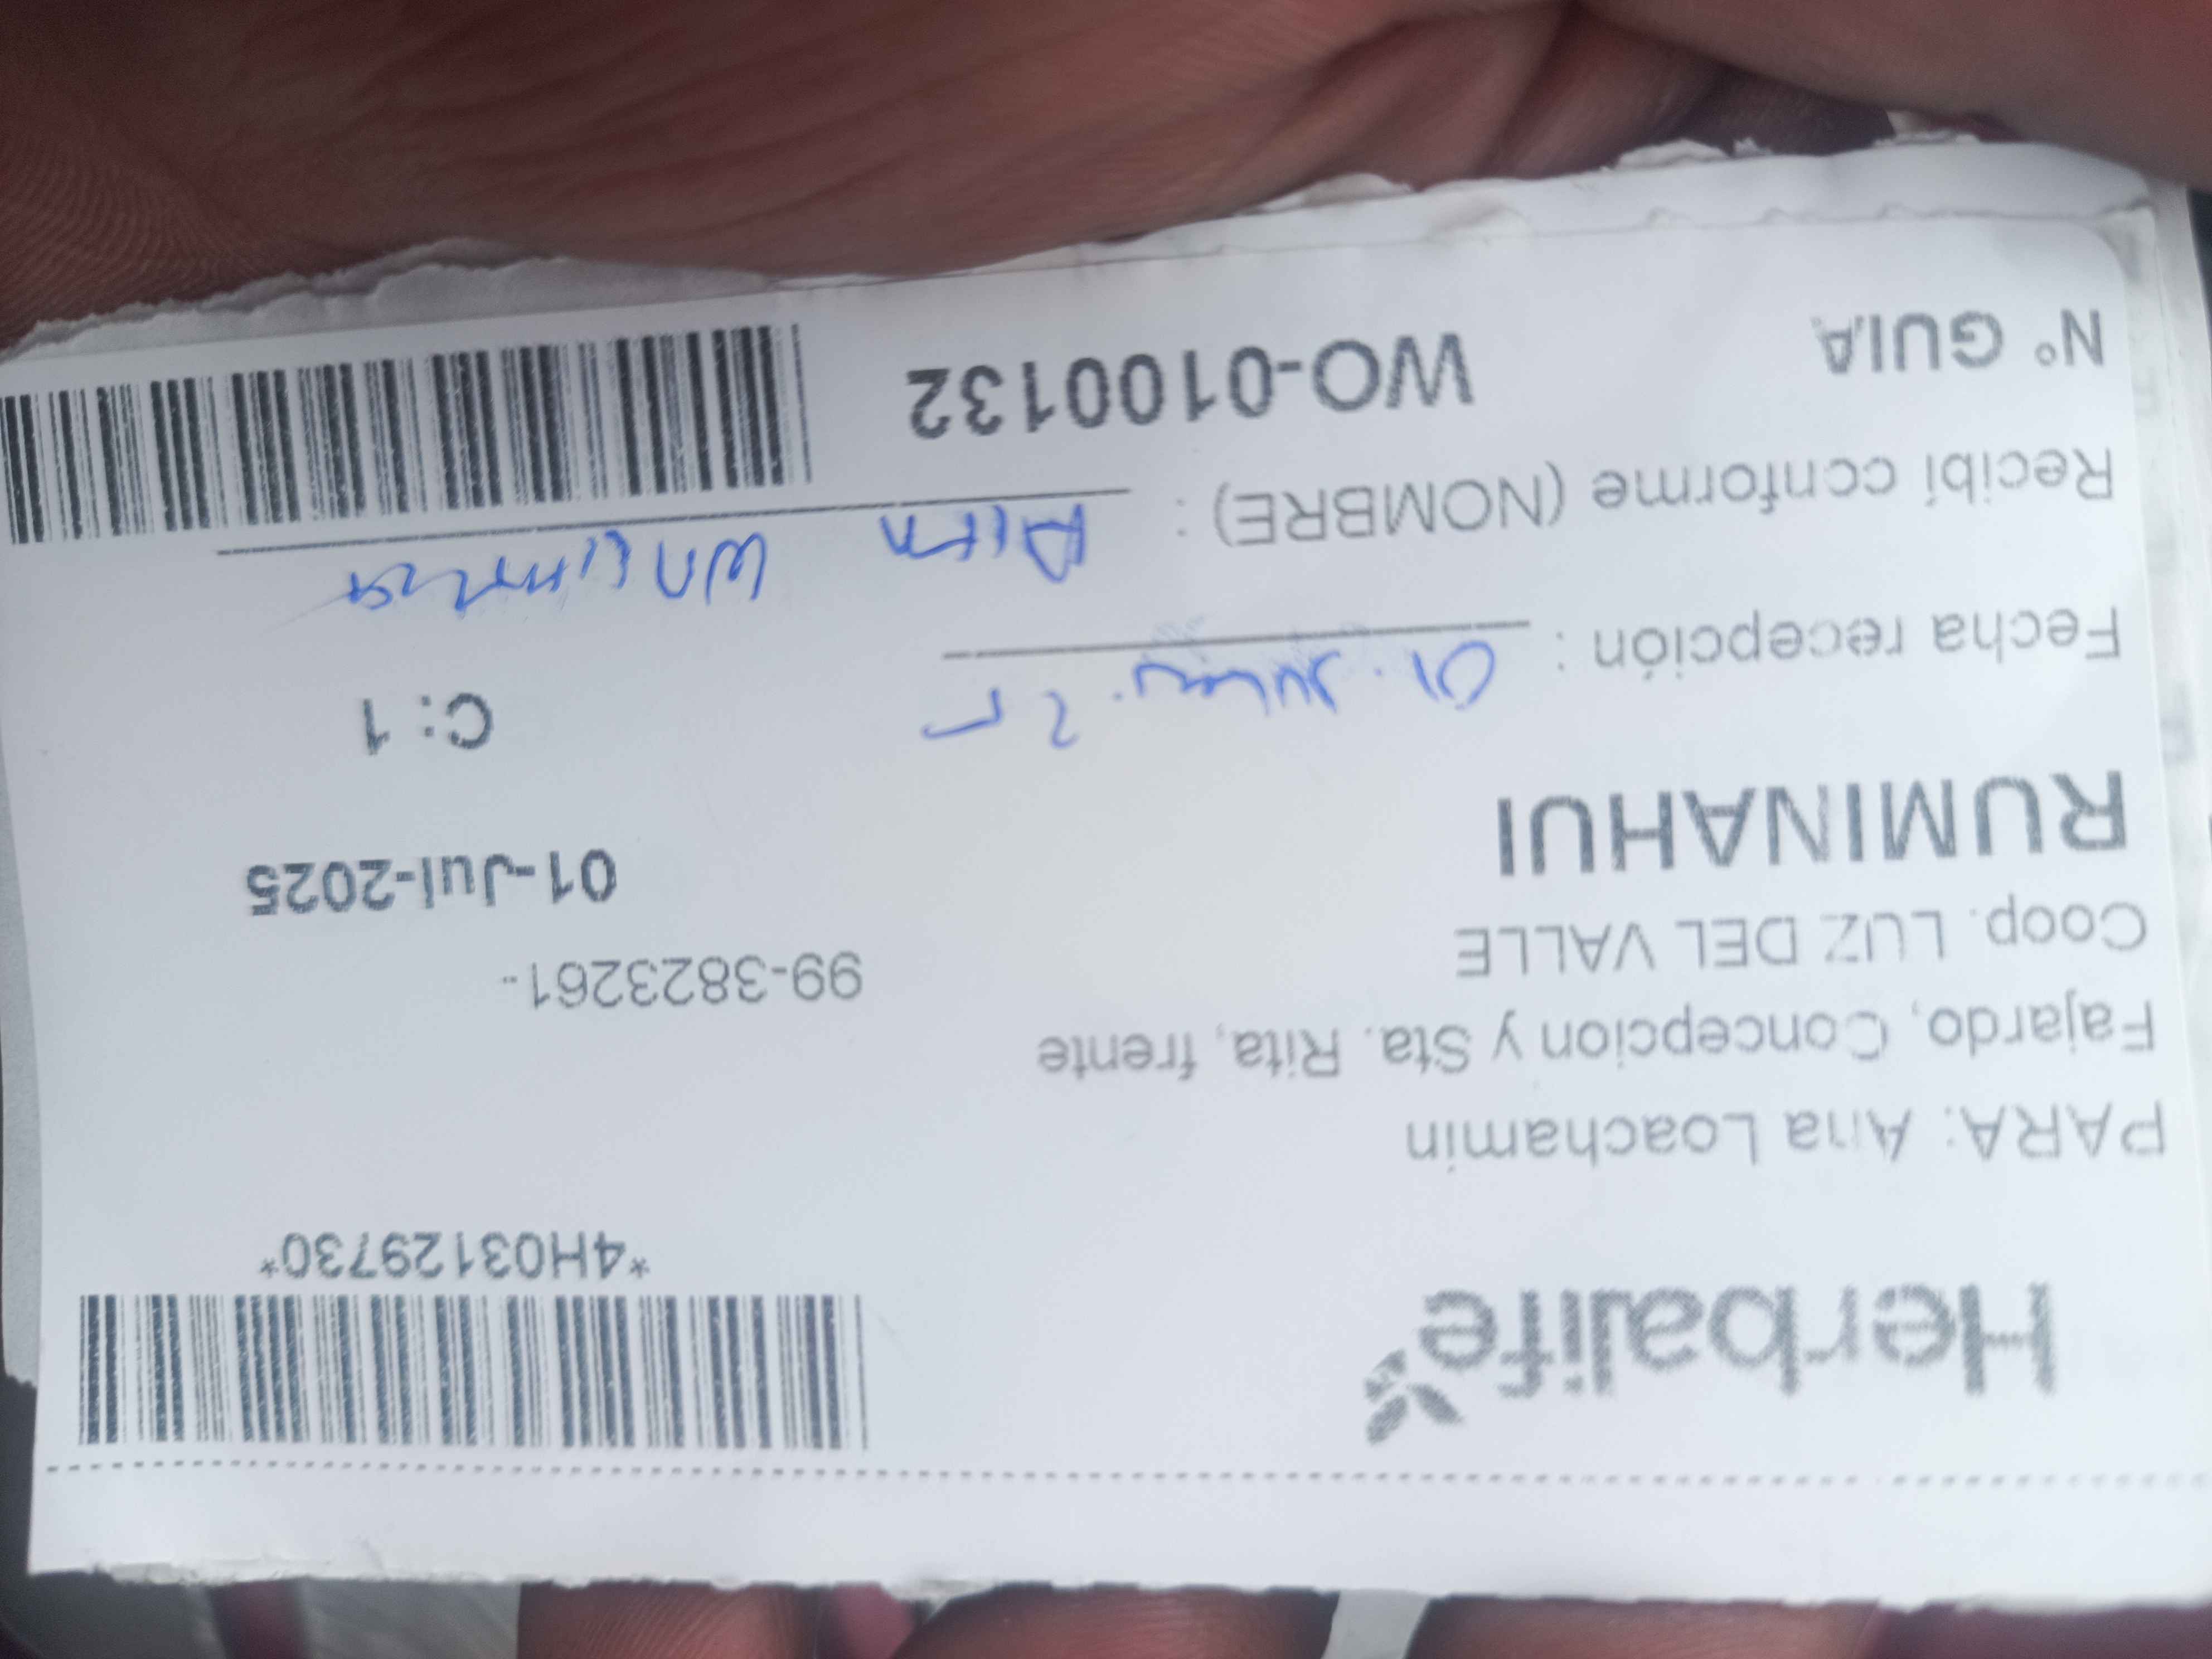 Herbalife
*4H03129730*
PARA: Ana Loachamin
Fajardo, Concepcion y Sta. Rita, frente
Coop. LUZ DEL VALLE
99-3823261-
RUMINAHUI
01-Jul-2025
Fecha recepción :
C: 1
Recibí conforme (NOMBRE) :
N° GUIA WO-0100132